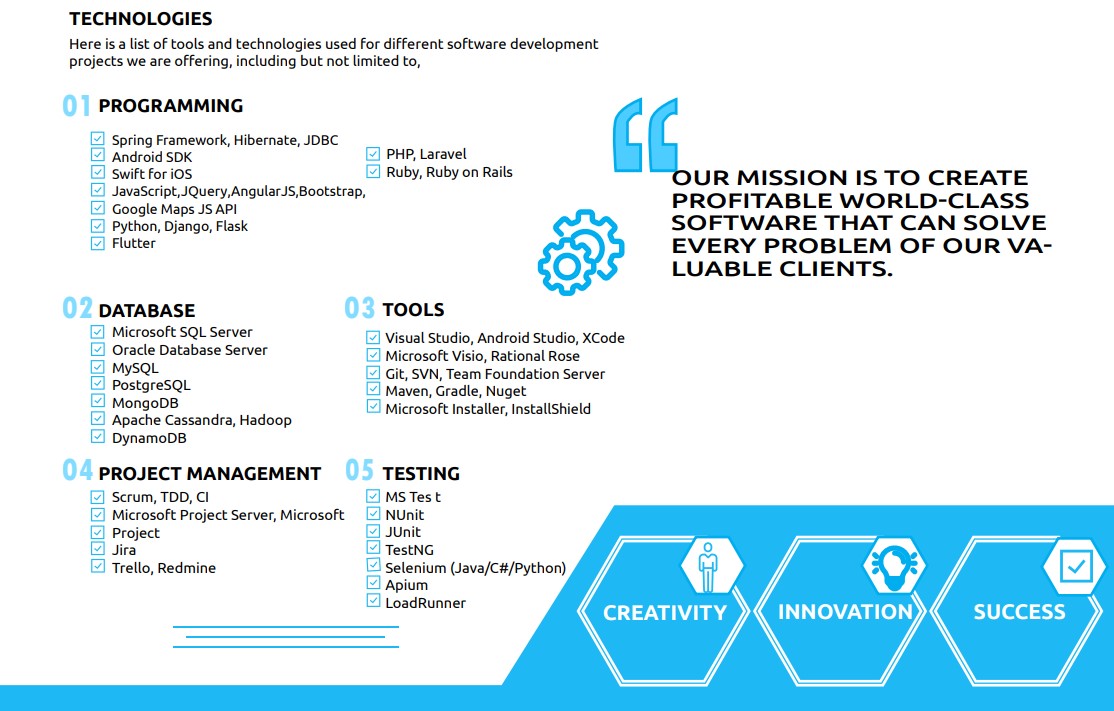 TECHNOLOGIES
Here is a list of tools and technologies used for different software development
projects we are offering, including but not limited to,
01 PROGRAMMING
Spring Framework, Hibernate, JDBC
Android SDK
Swift for iOS
JavaScript,JQuery,AngularJS,Bootstrap,
Google Maps JS API
Python, Django, Flask
Flutter
PHP, Laravel
Ruby, Ruby on Rails
“
OUR MISSION IS TO CREATE
PROFITABLE WORLD-CLASS
SOFTWARE THAT CAN SOLVE
EVERY PROBLEM OF OUR VA-
LUABLE CLIENTS.
02 DATABASE
Microsoft SQL Server
Oracle Database Server
MySQL
PostgreSQL
MongoDB
Apache Cassandra, Hadoop
DynamoDB
03 TOOLS
Visual Studio, Android Studio, XCode
Microsoft Visio, Rational Rose
Git, SVN, Team Foundation Server
Maven, Gradle, Nuget
Microsoft Installer, InstallShield
04 PROJECT MANAGEMENT
Scrum, TDD, CI
Microsoft Project Server, Microsoft
Project
Jira
Trello, Redmine
05 TESTING
MS Tes t
NUnit
JUnit
TestNG
Selenium (Java/C#/Python)
Apium
LoadRunner
CREATIVITY
INNOVATION
SUCCESS